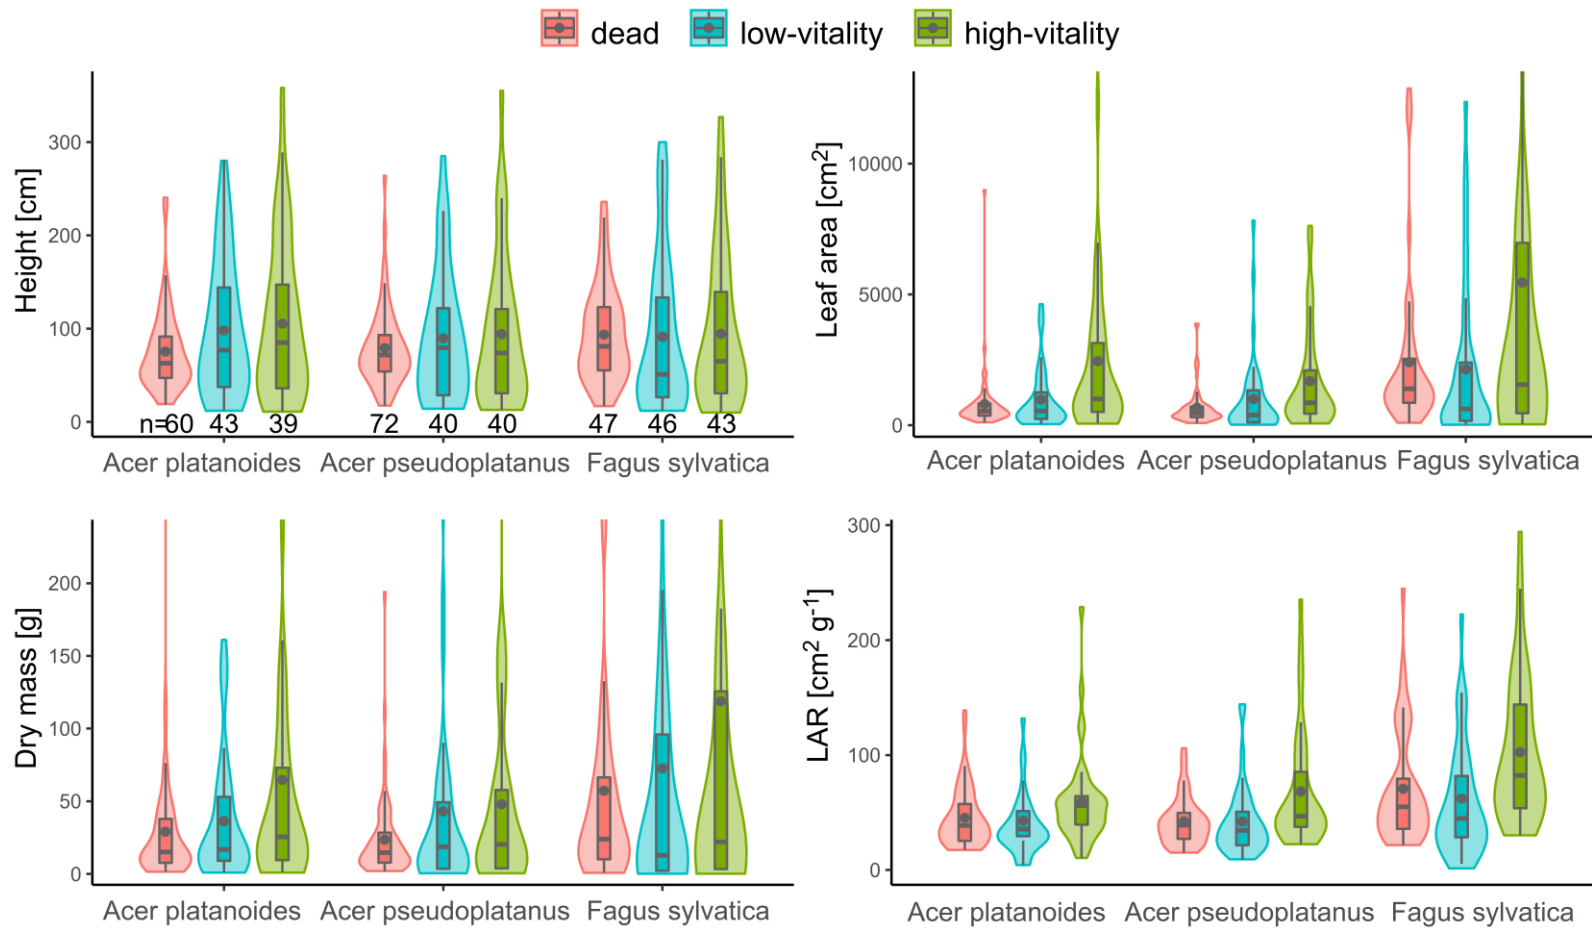 dead low-vitality high-vitality
Height [cm]
300
200
100
0
n=60 43 39 72 40 40 47 46 43
Acer platanoides Acer pseudoplatanus Fagus sylvatica
Leaf area [cm²]
10000
5000
0
Acer platanoides Acer pseudoplatanus Fagus sylvatica
Dry mass [g]
200
150
100
50
0
Acer platanoides Acer pseudoplatanus Fagus sylvatica
LAR [cm² g⁻¹]
300
200
100
0
Acer platanoides Acer pseudoplatanus Fagus sylvatica